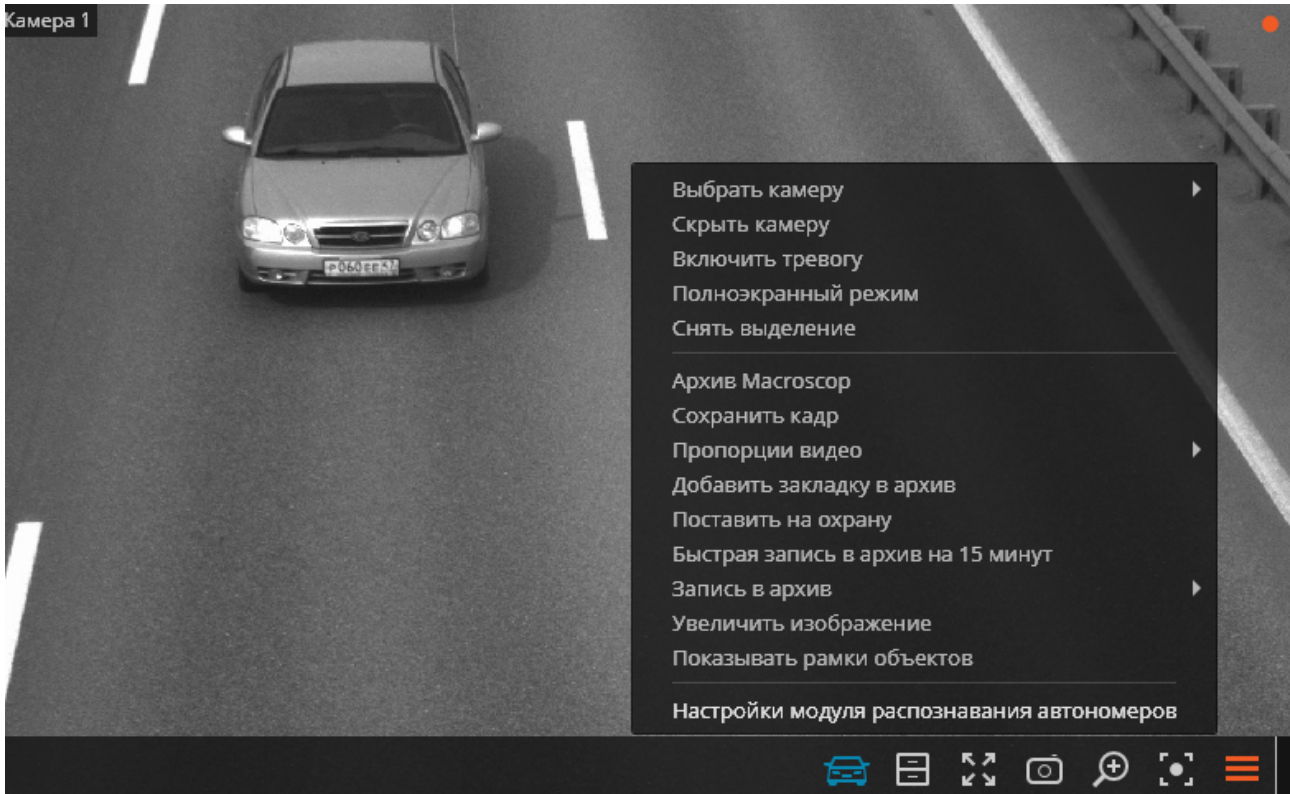 Камера 1
Р060ЕЕ57
Выбрать камеру
Скрыть камеру
Включить тревогу
Полноэкранный режим
Снять выделение
Архив Macroscop
Сохранить кадр
Пропорции видео
Добавить закладку в архив
Поставить на охрану
Быстрая запись в архив на 15 минут
Запись в архив
Увеличить изображение
Показывать рамки объектов
Настройки модуля распознавания автономеров